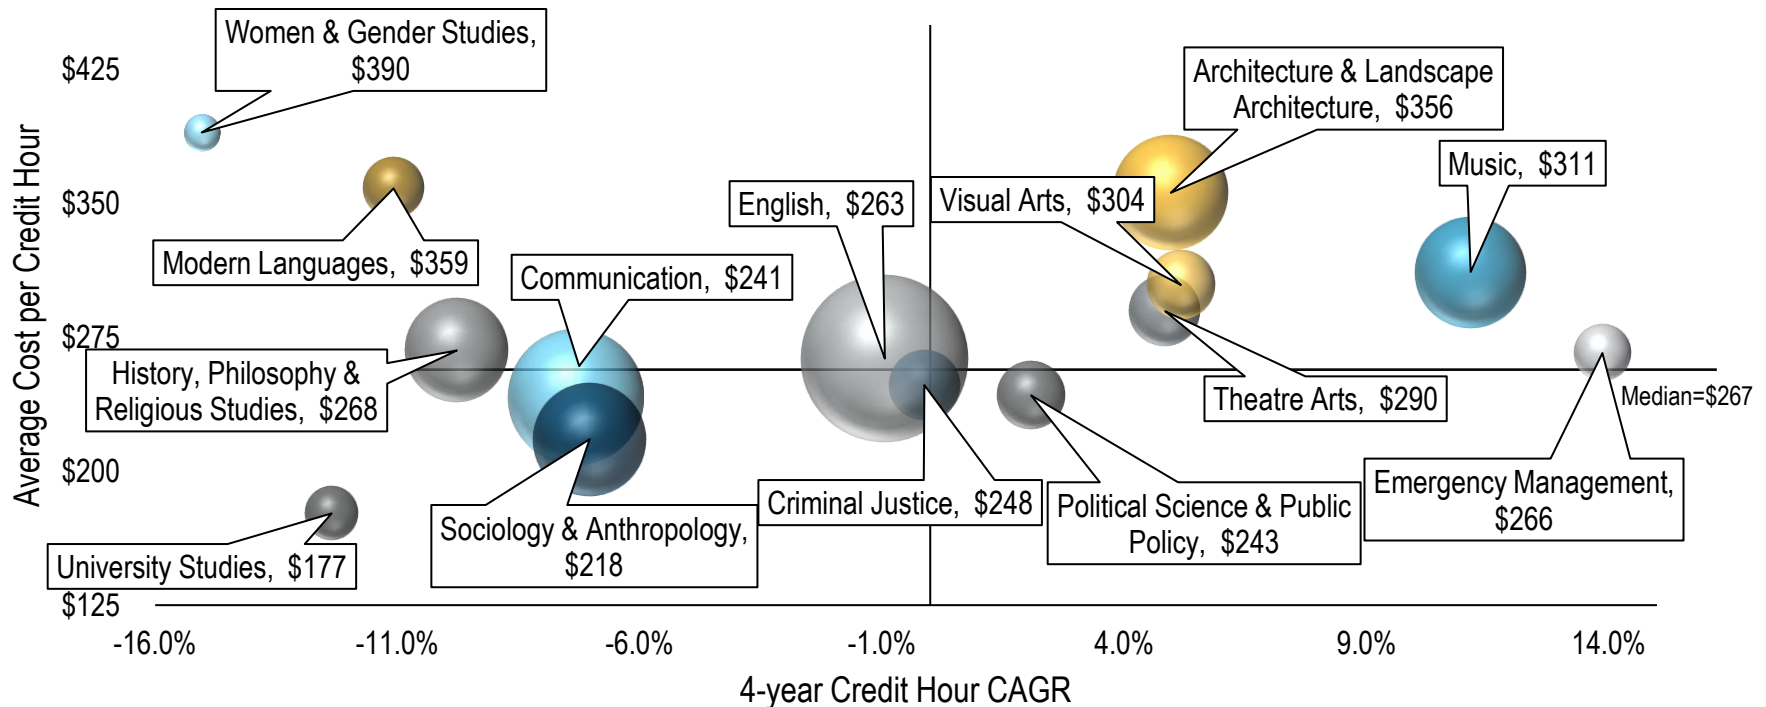 Women & Gender Studies,
$390
Architecture & Landscape
Architecture, $356
Music, $311
English, $263
Visual Arts, $304
Modern Languages, $359
Communication, $241
History, Philosophy &
Religious Studies, $268
Theatre Arts, $290
Median=$267
University Studies, $177
Sociology & Anthropology,
$218
Criminal Justice, $248
Political Science & Public
Policy, $243
Emergency Management,
$266
Average Cost per Credit Hour
$425
$350
$275
$200
$125
-16.0%
-11.0%
-6.0%
-1.0%
4.0%
9.0%
14.0%
4-year Credit Hour CAGR